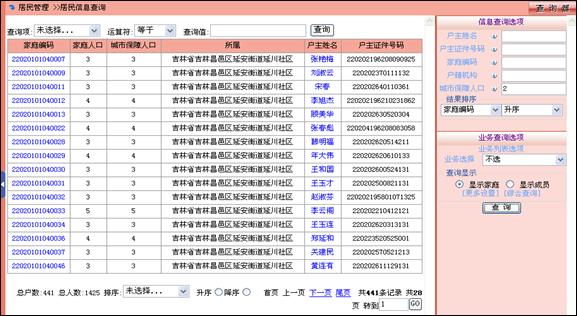 居民管理 >>居民信息查询
查询项:未选择... 运算符:等于 查询值: 查询
家庭编码 家庭人口 城市保障人口 所属 户主姓名 户主证件号码
22020101040007 3 3 吉林省吉林昌邑区延安街道延川社区 张艳梅 220202196208090925
22020101040009 3 3 吉林省吉林昌邑区延安街道延川社区 刘淑云 220202370111132
22020101040011 3 3 吉林省吉林昌邑区延安街道延川社区 宋春 220202640110361
22020101040012 4 4 吉林省吉林昌邑区延安街道延川社区 李旭杰 220202196210231862
22020101040013 3 3 吉林省吉林昌邑区延安街道延川社区 顾美华 220202630520304
22020101040022 4 4 吉林省吉林昌邑区延安街道延川社区 张春彪 220204196208083058
22020101040028 3 3 吉林省吉林昌邑区延安街道延川社区 滕明福 220202620514211
22020101040029 4 4 吉林省吉林昌邑区延安街道延川社区 年大伟 220202620610133
22020101040030 3 3 吉林省吉林昌邑区延安街道延川社区 王和国 220202600524131
22020101040031 3 3 吉林省吉林昌邑区延安街道延川社区 王玉才 220202500821131
22020101040032 3 3 吉林省吉林昌邑区延安街道延川社区 赵淑芬 220202195801071325
22020101040033 5 5 吉林省吉林昌邑区延安街道延川社区 李云阁 220202210412121
22020101040034 3 3 吉林省吉林昌邑区延安街道延川社区 王玉连 220202620313131
22020101040036 4 4 吉林省吉林昌邑区延安街道延川社区 郑延和 220223520525001
22020101040037 3 3 吉林省吉林昌邑区延安街道延川社区 关建民 220202570521213
22020101040046 3 3 吉林省吉林昌邑区延安街道延川社区 黄连有 220202611129131
总户数:441 总人数:1425 排序:未选择... 升序 降序 首页 上一页 下一页 尾页 共441条记录 共28
页 转到1 GO
查 询 器
信息查询选项
户主姓名
户主证件号码
家庭编码
户籍机构
城市保障人口 2
结果排序
家庭编码 升序
业务查询选项
业务列表选项
业务选择 不选
查询显示
显示家庭 显示成员
[更多设置]
查 询